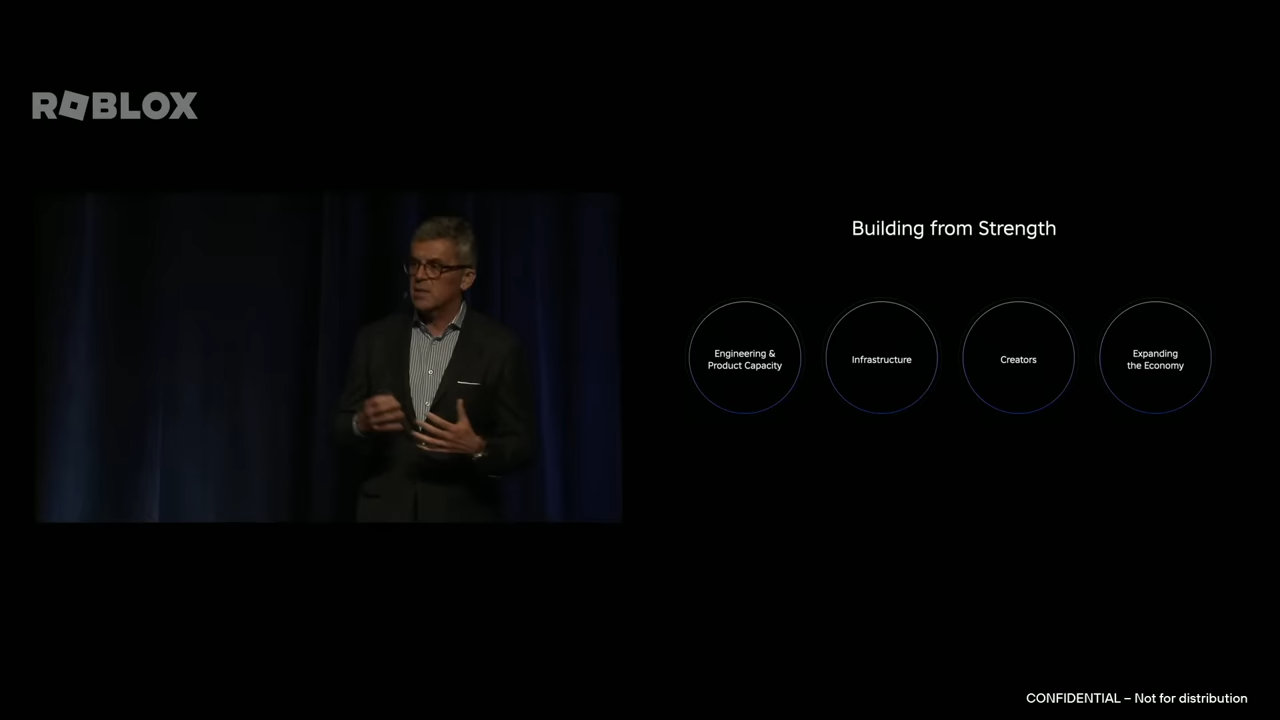 ROBLOX
Building from Strength
Engineering &
Product Capacity
Infrastructure
Creators
Expanding
the Economy
CONFIDENTIAL – Not for distribution